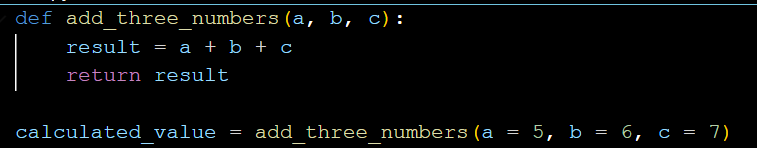 def add_three_numbers(a, b, c):
    result = a + b + c
    return result

calculated_value = add_three_numbers(a = 5, b = 6, c = 7)